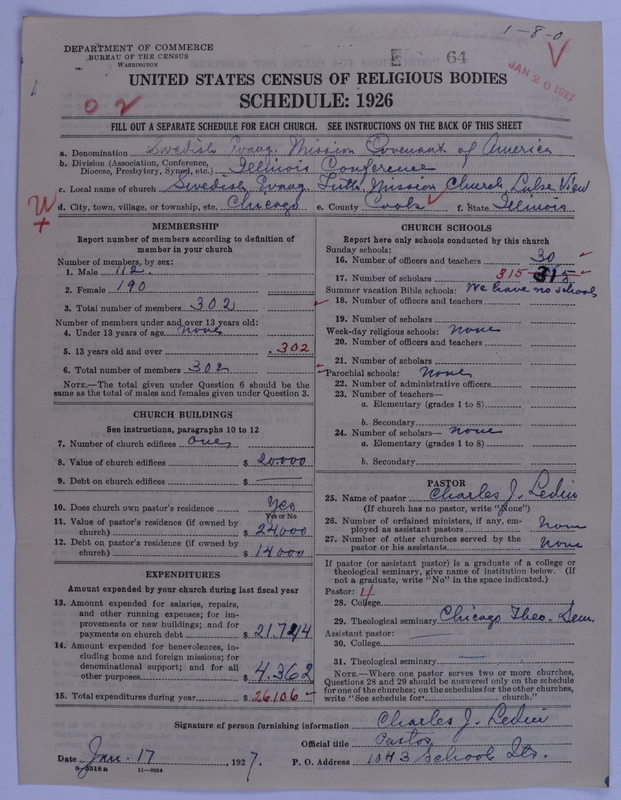 1-8-0
DEPARTMENT OF COMMERCE
BUREAU OF THE CENSUS
WASHINGTON
E 64
JAN 20 1927
UNITED STATES CENSUS OF RELIGIOUS BODIES
02
SCHEDULE: 1926
FILL OUT A SEPARATE SCHEDULE FOR EACH CHURCH. SEE INSTRUCTIONS ON THE BACK OF THIS SHEET
a. Denomination Swedish Evang. Mission Covenant of America
b. Division (Association, Conference, Diocese, Presbytery, Synod, etc.) Illinois Conference
c. Local name of church Swedish Evang. Luth. Mission Church, Lake View
d. City, town, village, or township, etc. Chicago e. County Cook f. State Illinois
MEMBERSHIP
Report number of members according to definition of
member in your church
Number of members, by sex:
1. Male 112
2. Female 190
3. Total number of members 302
Number of members under and over 13 years old:
4. Under 13 years of age none
5. 13 years old and over 302
6. Total number of members 302
NOTE.—The total given under Question 6 should be the
same as the total of males and females given under Question 3.
CHURCH BUILDINGS
See instructions, paragraphs 10 to 12
7. Number of church edifices one
8. Value of church edifices $ 20.000
9. Debt on church edifices $ —
10. Does church own pastor's residence Yes
Yes or No
11. Value of pastor's residence (if owned by
church) $ 24000
12. Debt on pastor's residence (if owned by
church) $ 14000
EXPENDITURES
Amount expended by your church during last fiscal year
13. Amount expended for salaries, repairs,
and other running expenses; for im-
provements or new buildings; and for
payments on church debt $ 21.744
14. Amount expended for benevolences, in-
cluding home and foreign missions; for
denominational support; and for all
other purposes $ 4.362
15. Total expenditures during year $ 26106
CHURCH SCHOOLS
Report here only schools conducted by this church
Sunday schools:
16. Number of officers and teachers 30
17. Number of scholars 315 315
Summer vacation Bible schools: We have no schools
18. Number of officers and teachers
19. Number of scholars
Week-day religious schools: none
20. Number of officers and teachers
21. Number of scholars
Parochial schools: None
22. Number of administrative officers
23. Number of teachers—
a. Elementary (grades 1 to 8)
b. Secondary
24. Number of scholars— none
a. Elementary (grades 1 to 8)
b. Secondary
PASTOR
25. Name of pastor Charles J. Ledin
(If church has no pastor, write "None")
26. Number of ordained ministers, if any, em-
ployed as assistant pastors none
27. Number of other churches served by the
pastor or his assistants none
If pastor (or assistant pastor) is a graduate of a college or
theological seminary, give name of institution below. (If
not a graduate, write "No" in the space indicated.)
Pastor: 4
28. College
29. Theological seminary Chicago Theo. Sem.
Assistant pastor:
30. College
31. Theological seminary
NOTE.—Where one pastor serves two or more churches,
Questions 28 and 29 should be answered only on the schedule
for one of the churches; on the schedules for the other churches,
write "See schedule for church."
Signature of person furnishing information Charles J. Ledin
Official title Pastor
Date Jan. 17, 1927. P. O. Address 1043 School Str.
8—5518a 11—9034